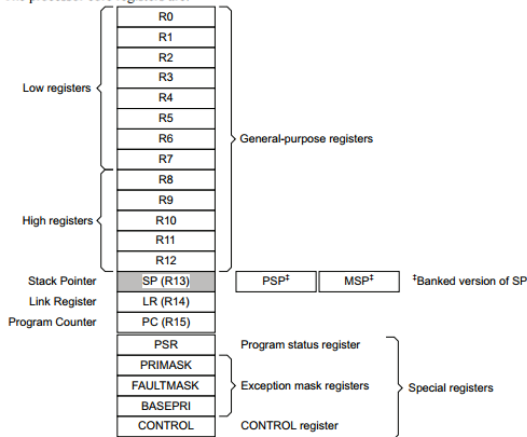 R0
R1
R2
R3
Low registers
R4
R5
R6
General-purpose registers
R7
R8
R9
High registers
R10
R11
R12
Stack Pointer SP (R13) PSP‡ MSP‡ ‡Banked version of SP
Link Register LR (R14)
Program Counter PC (R15)
PSR Program status register
PRIMASK
FAULTMASK Exception mask registers Special registers
BASEPRI
CONTROL CONTROL register